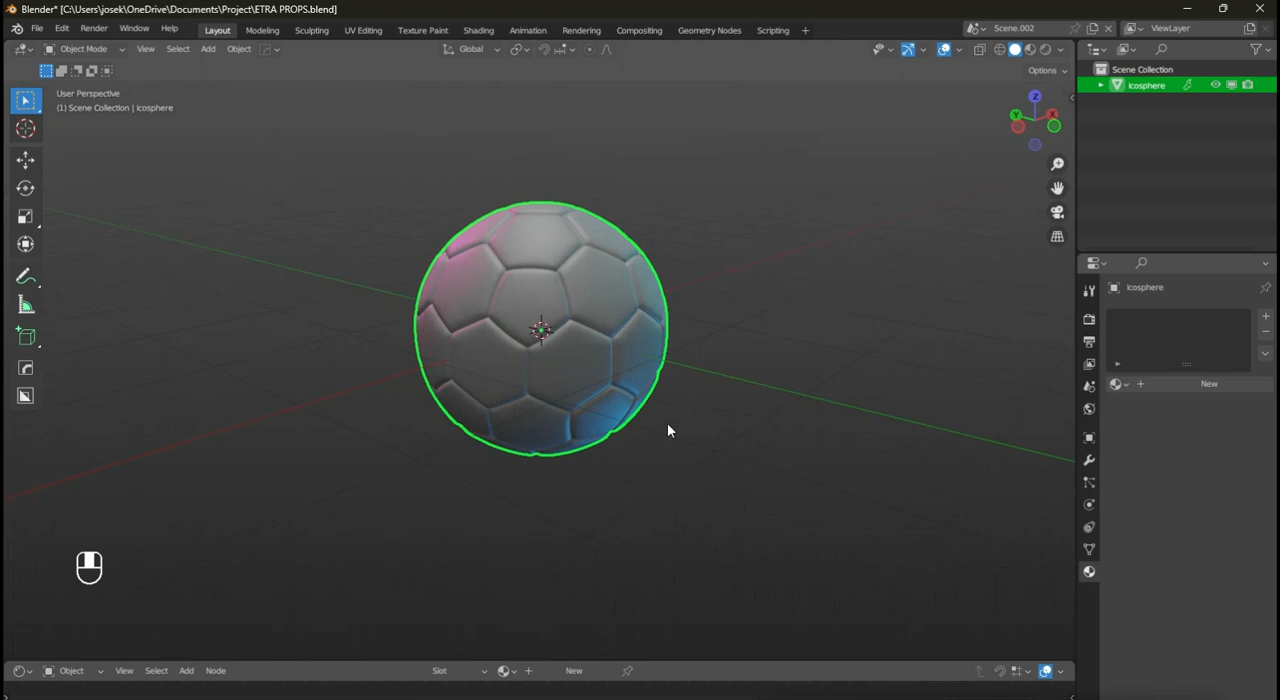 Blender* [C:\Users\josek\OneDrive\Documents\Project\ETRA PROPS.blend]
File Edit Render Window Help Layout Modeling Sculpting UV Editing Texture Paint Shading Animation Rendering Compositing Geometry Nodes Scripting + Scene.002 ViewLayer
Object Mode View Select Add Object Global
Options
User Perspective
(1) Scene Collection | Icosphere
Scene Collection
Icosphere
Z
Y X
Icosphere
New
Object View Select Add Node Slot New